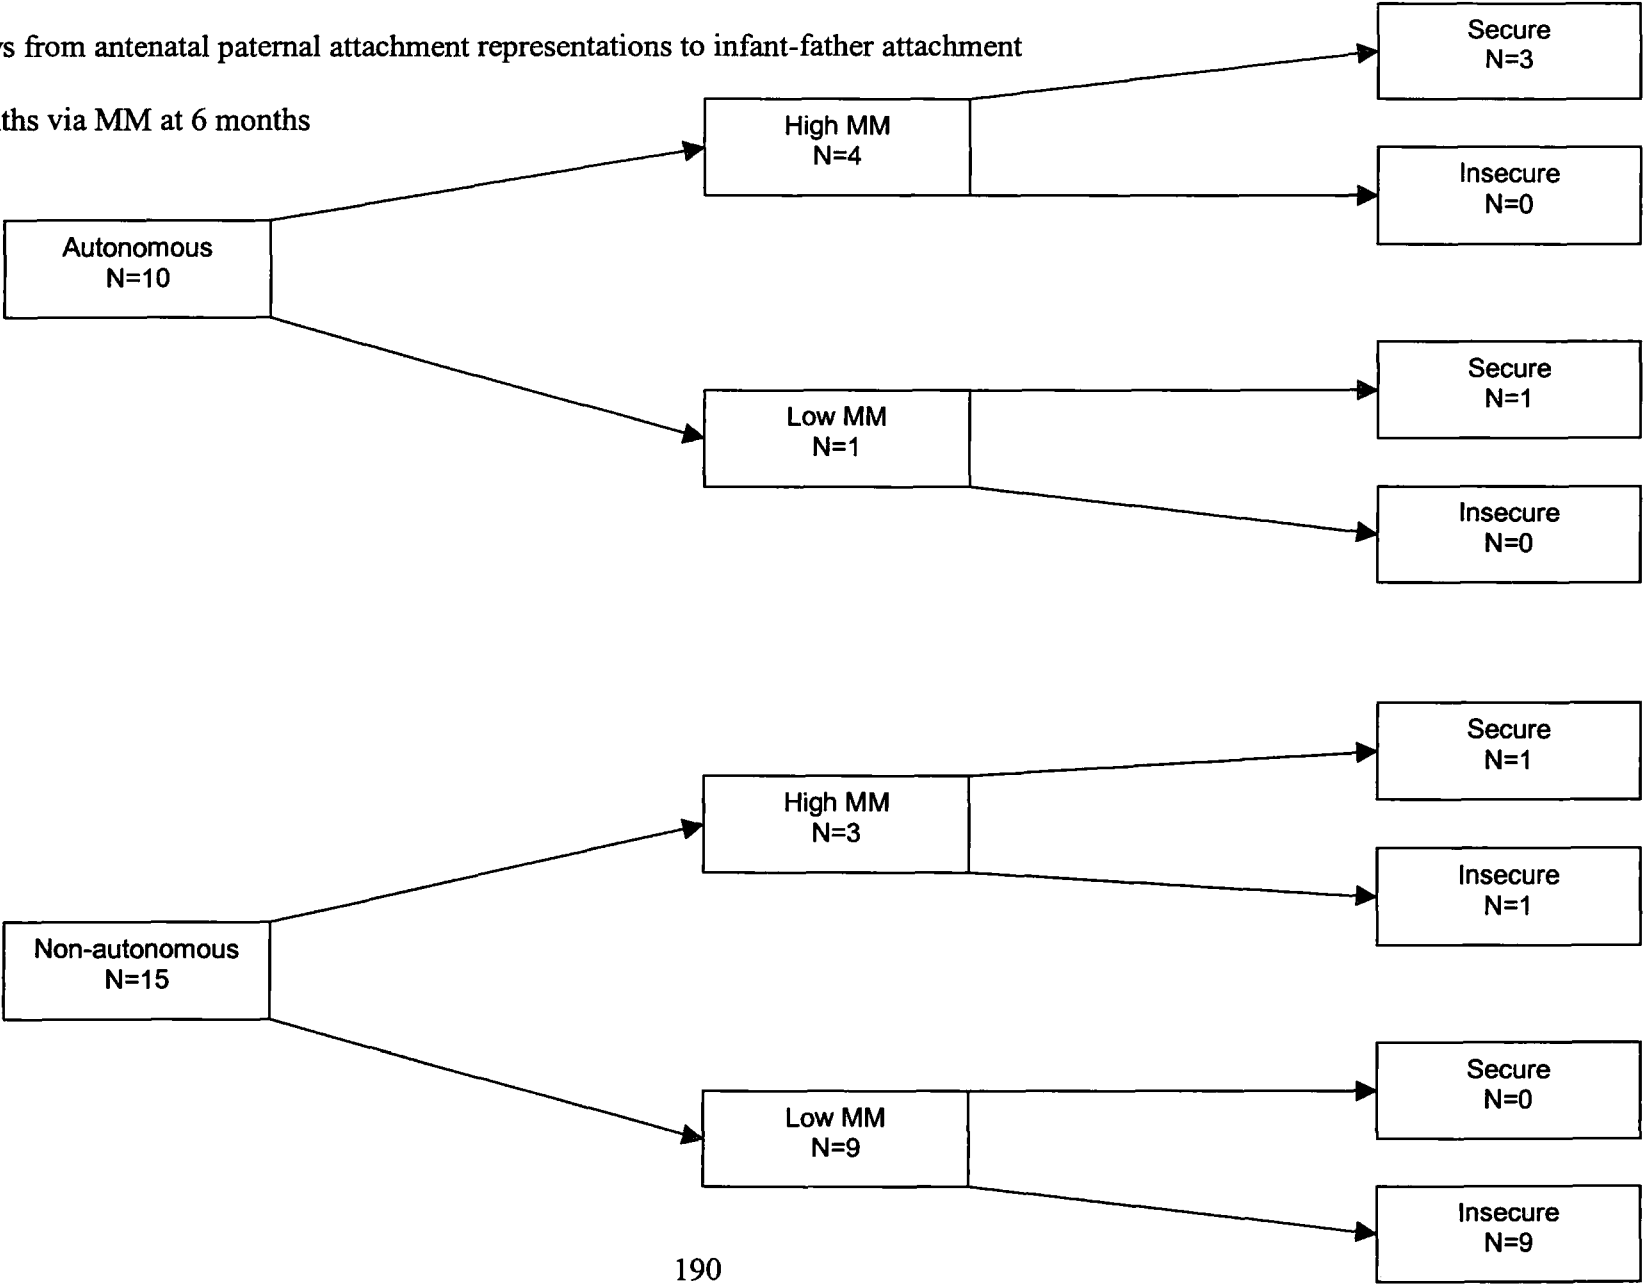 s from antenatal paternal attachment representations to infant-father attachment
ths via MM at 6 months
Autonomous
N=10
High MM
N=4
Secure
N=3
Insecure
N=0
Low MM
N=1
Secure
N=1
Insecure
N=0
Non-autonomous
N=15
High MM
N=3
Secure
N=1
Insecure
N=1
Low MM
N=9
Secure
N=0
Insecure
N=9
190